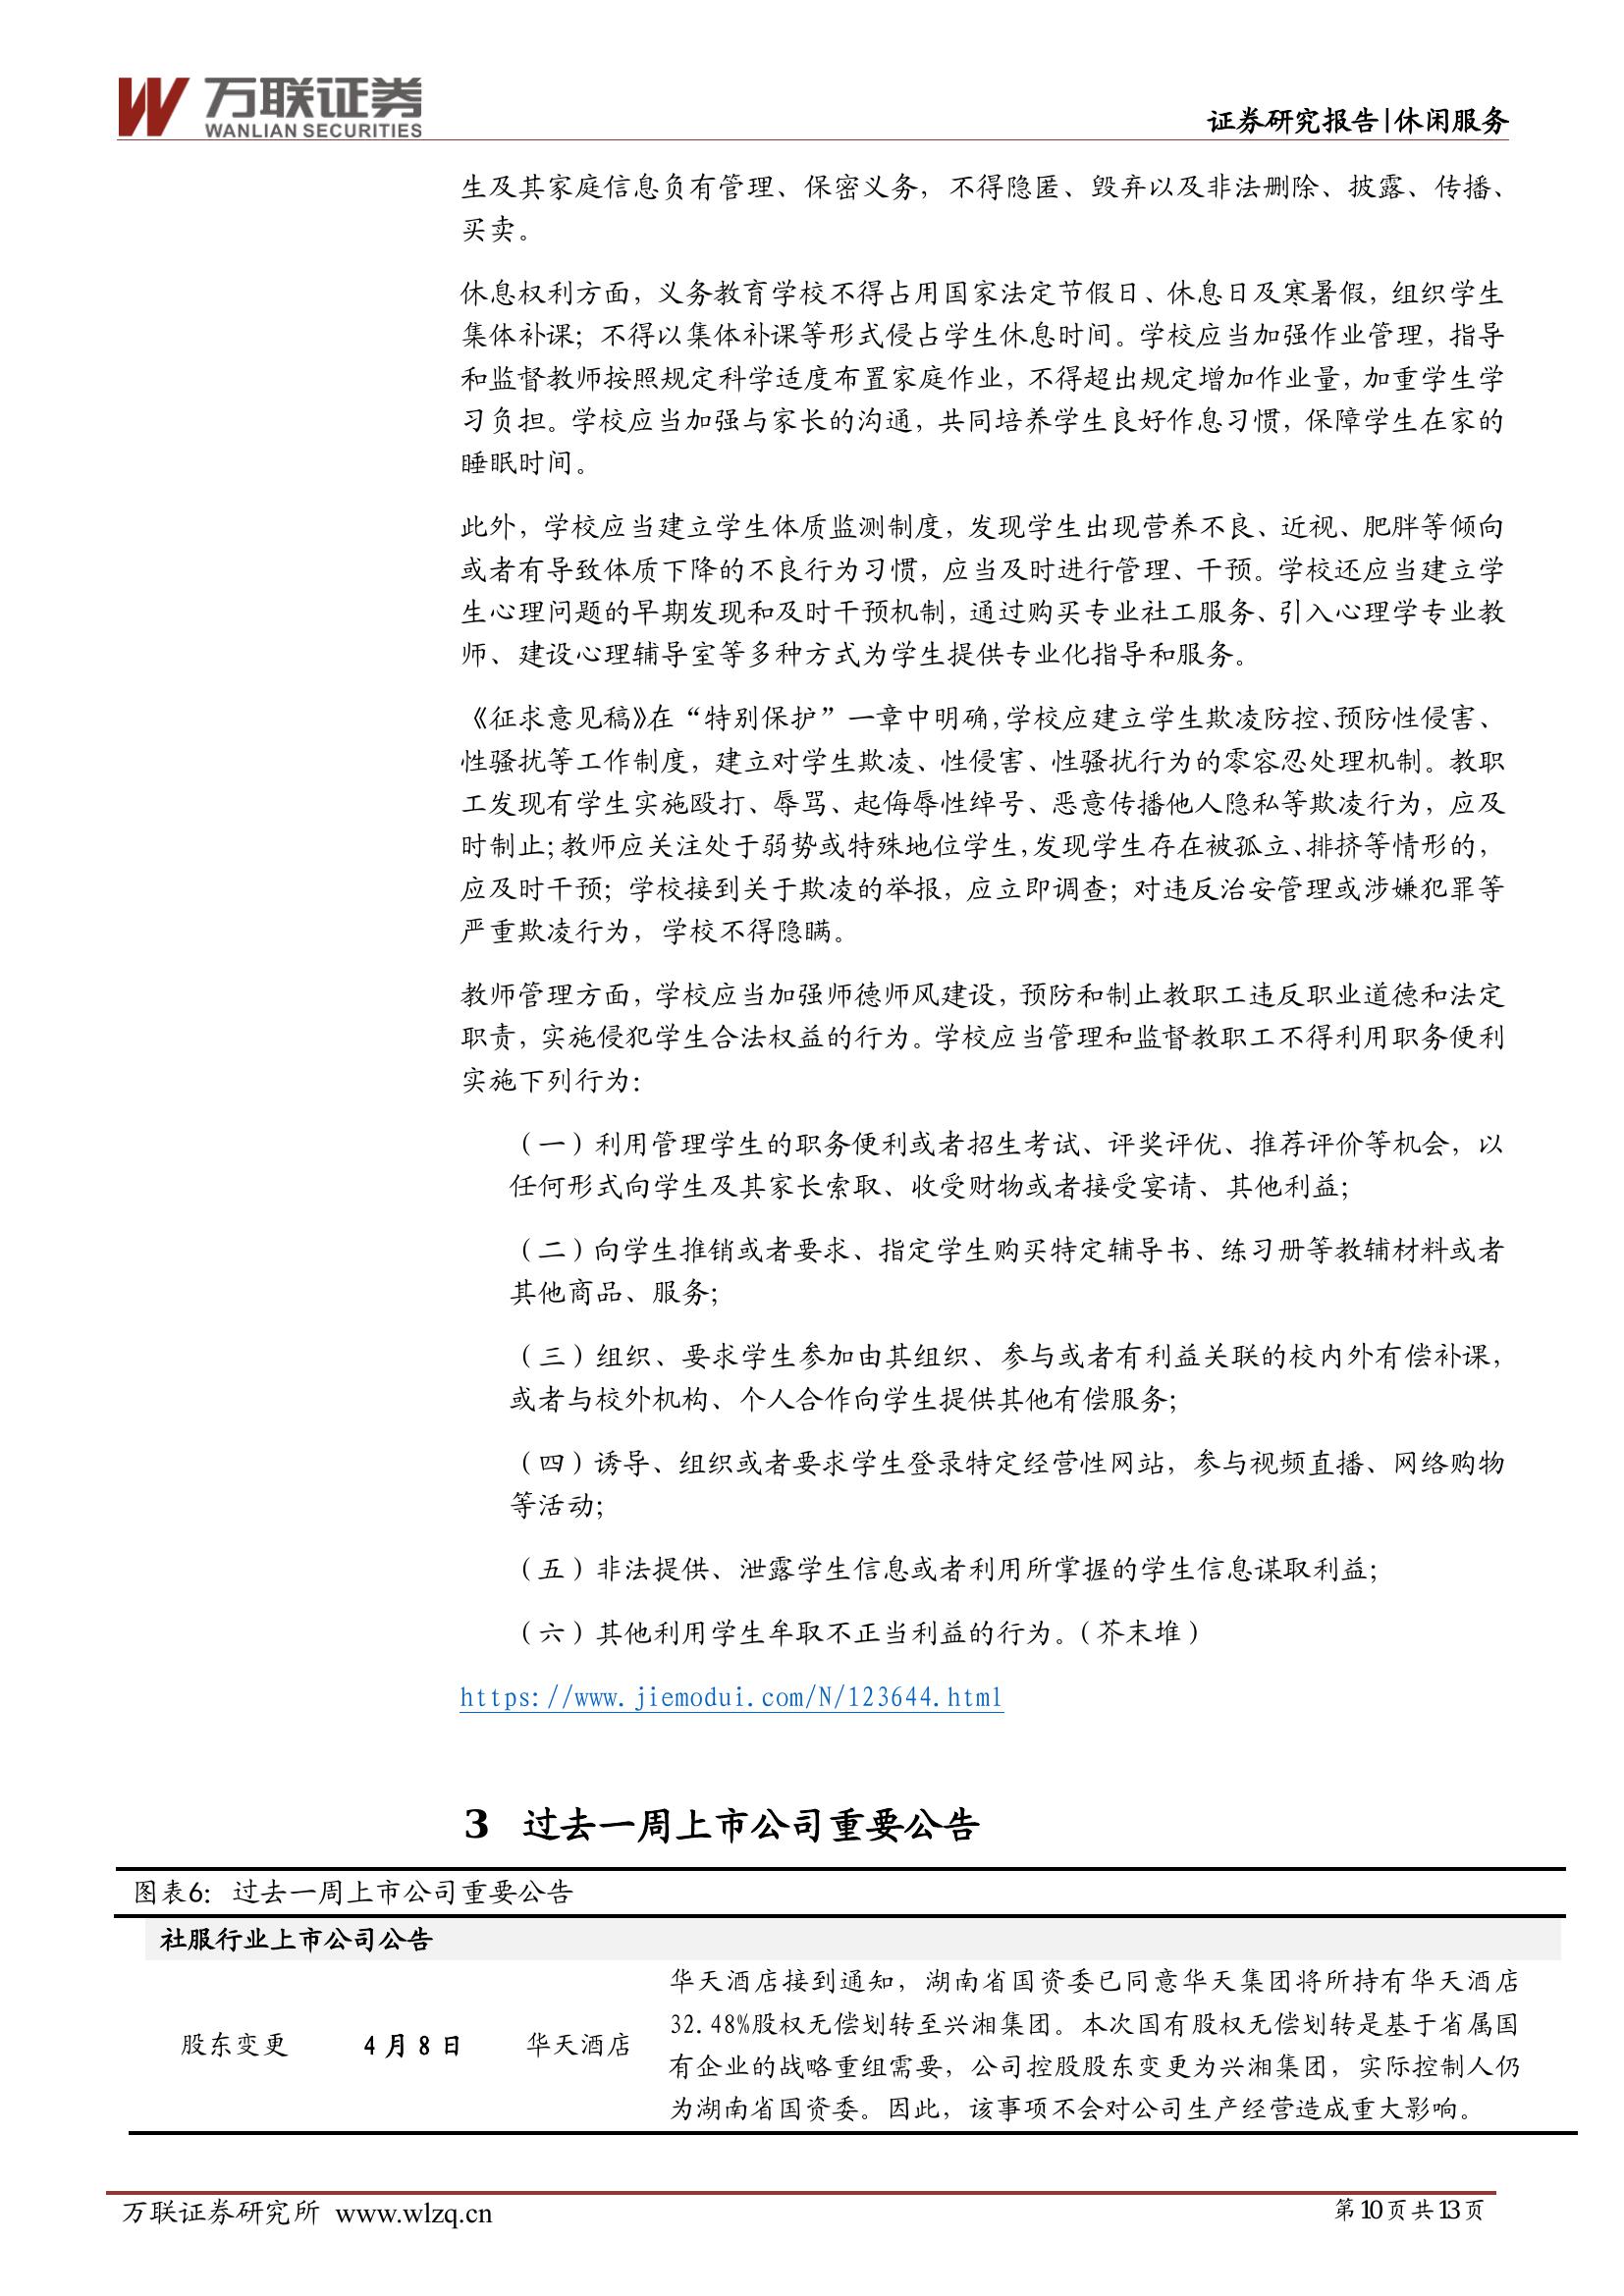 万联证券
WANLIAN SECURITIES
证券研究报告|休闲服务
生及其家庭信息负有管理、保密义务，不得隐匿、毁弃以及非法删除、披露、传播、
买卖。
休息权利方面，义务教育学校不得占用国家法定节假日、休息日及寒暑假，组织学生
集体补课；不得以集体补课等形式侵占学生休息时间。学校应当加强作业管理，指导
和监督教师按照规定科学适度布置家庭作业，不得超出规定增加作业量，加重学生学
习负担。学校应当加强与家长的沟通，共同培养学生良好作息习惯，保障学生在家的
睡眠时间。
此外，学校应当建立学生体质监测制度，发现学生出现营养不良、近视、肥胖等倾向
或者有导致体质下降的不良行为习惯，应当及时进行管理、干预。学校还应当建立学
生心理问题的早期发现和及时干预机制，通过购买专业社工服务、引入心理学专业教
师、建设心理辅导室等多种方式为学生提供专业化指导和服务。
《征求意见稿》在“特别保护”一章中明确，学校应建立学生欺凌防控、预防性侵害、
性骚扰等工作制度，建立对学生欺凌、性侵害、性骚扰行为的零容忍处理机制。教职
工发现有学生实施殴打、辱骂、起侮辱性绰号、恶意传播他人隐私等欺凌行为，应及
时制止；教师应关注处于弱势或特殊地位学生，发现学生存在被孤立、排挤等情形的，
应及时干预；学校接到关于欺凌的举报，应立即调查；对违反治安管理或涉嫌犯罪等
严重欺凌行为，学校不得隐瞒。
教师管理方面，学校应当加强师德师风建设，预防和制止教职工违反职业道德和法定
职责，实施侵犯学生合法权益的行为。学校应当管理和监督教职工不得利用职务便利
实施下列行为：
（一）利用管理学生的职务便利或者招生考试、评奖评优、推荐评价等机会，以
任何形式向学生及其家长索取、收受财物或者接受宴请、其他利益；
（二）向学生推销或者要求、指定学生购买特定辅导书、练习册等教辅材料或者
其他商品、服务；
（三）组织、要求学生参加由其组织、参与或者有利益关联的校内外有偿补课，
或者与校外机构、个人合作向学生提供其他有偿服务；
（四）诱导、组织或者要求学生登录特定经营性网站，参与视频直播、网络购物
等活动；
（五）非法提供、泄露学生信息或者利用所掌握的学生信息谋取利益；
（六）其他利用学生牟取不正当利益的行为。（芥末堆）
https://www.jiemodui.com/N/123644.html
3 过去一周上市公司重要公告
图表6：过去一周上市公司重要公告
社服行业上市公司公告
股东变更 4 月 8 日 华天酒店
华天酒店接到通知，湖南省国资委已同意华天集团将所持有华天酒店
32.48%股权无偿划转至兴湘集团。本次国有股权无偿划转是基于省属国
有企业的战略重组需要，公司控股股东变更为兴湘集团，实际控制人仍
为湖南省国资委。因此，该事项不会对公司生产经营造成重大影响。
万联证券研究所 www.wlzq.cn
第 10 页 共 13 页